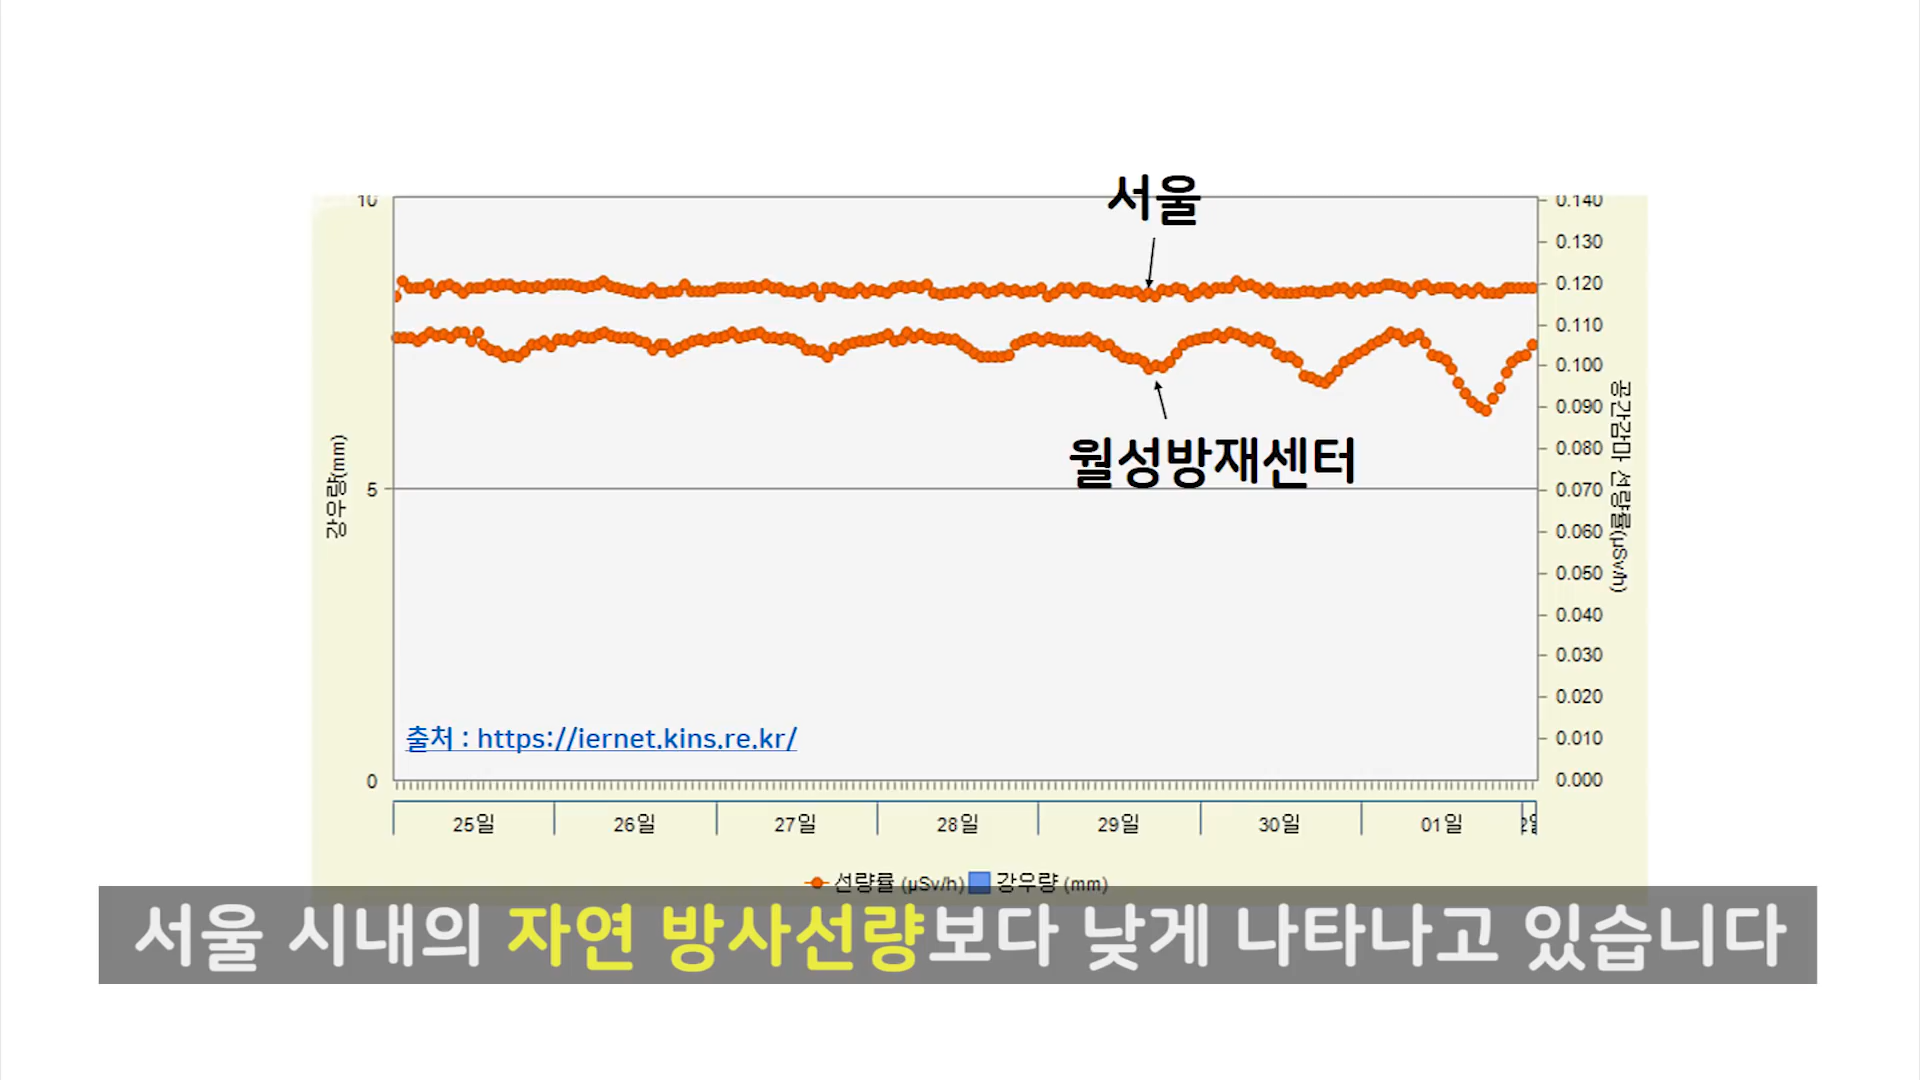 서울
10
0.140
0.130
0.120
0.110
0.100
0.090
0.080
0.070
0.060
0.050
0.040
0.030
0.020
0.010
0.000
월성방재센터
강우량(mm)
5
0
공간감마 선량률(μSv/h)
출처 : https://iernet.kins.re.kr/
25일 26일 27일 28일 29일 30일 01일
선량률 (μSv/h) 강우량 (mm)
서울 시내의 자연 방사선량보다 낮게 나타나고 있습니다